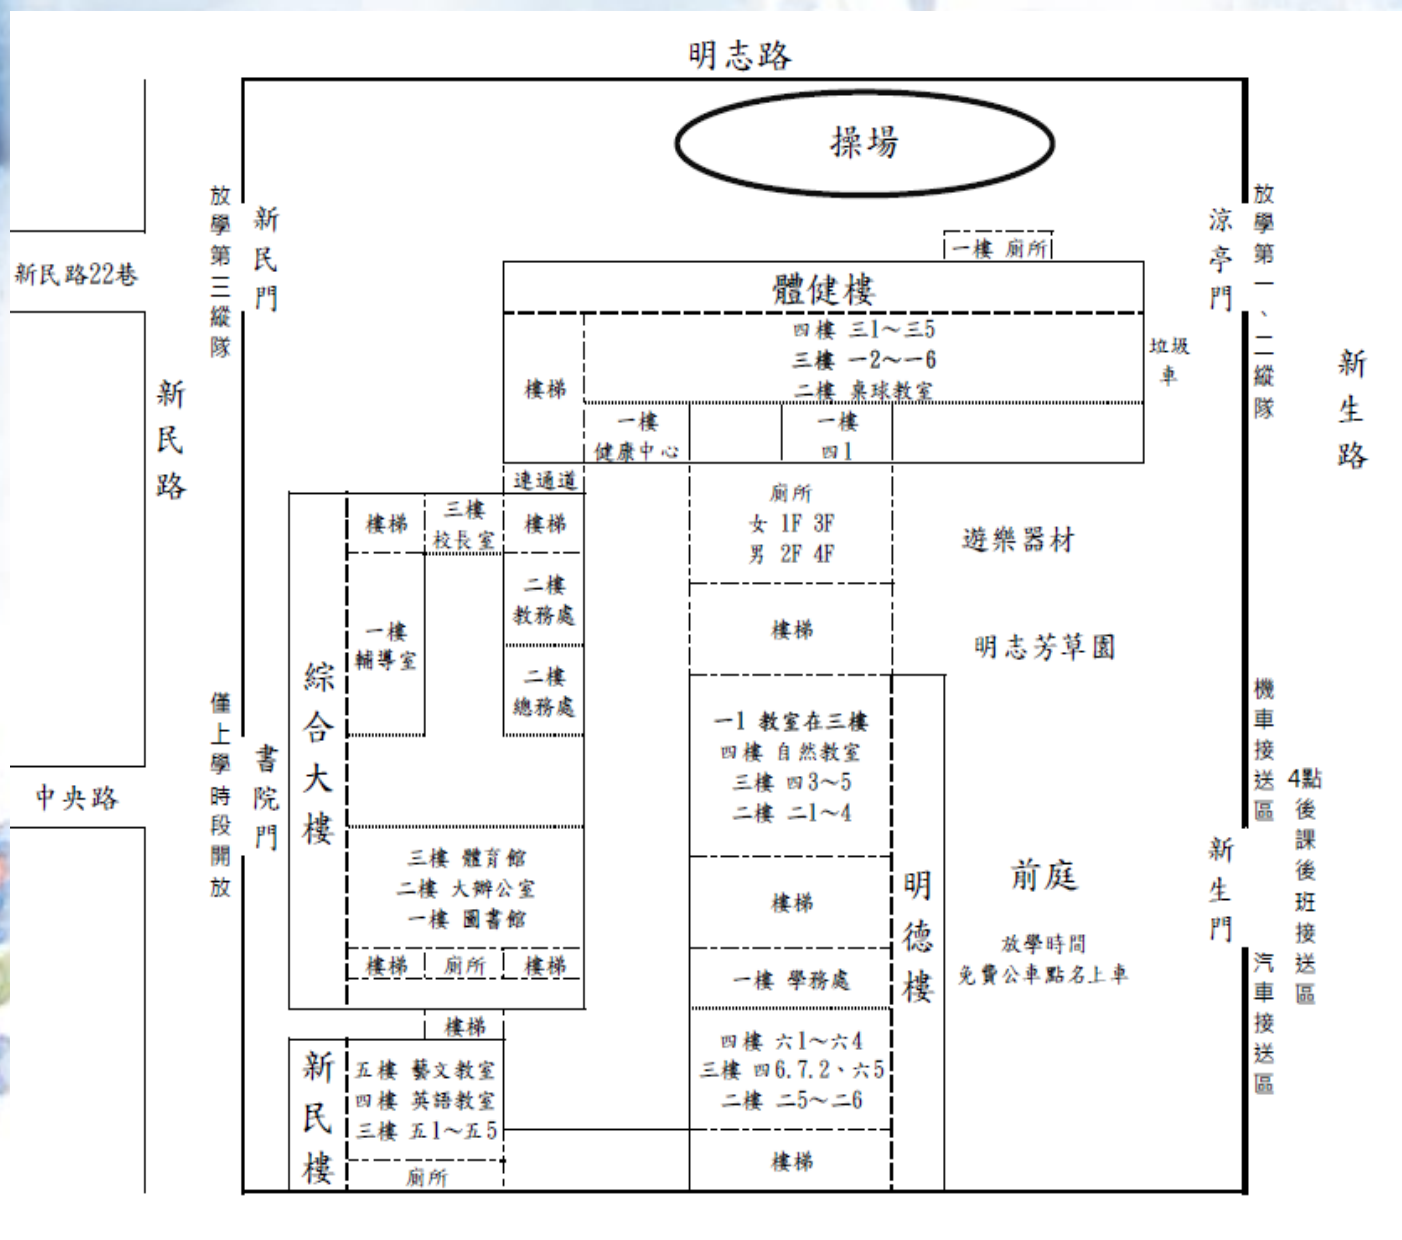 明志路
操場
放學第三縱隊
新民門
涼亭門
放學第一、二縱隊
新民路22巷
一樓 廁所
體健樓
四樓 三1～三5
三樓 一2～一6
二樓 桌球教室
樓梯
一樓
健康中心
一樓
四1
垃圾
車
新民路
新生路
連通道
樓梯
三樓
校長室
樓梯
廁所
女 1F 3F
男 2F 4F
遊樂器材
二樓
教務處
一樓
輔導室
樓梯
明志芳草園
二樓
總務處
綜合大樓
僅上學時段開放
書院門
中央路
一1 教室在三樓
四樓 自然教室
三樓 四3～5
二樓 二1～4
機車接送區
4點後課後班接送區
新生門
汽車接送區
三樓 體育館
二樓 大辦公室
一樓 圖書館
樓梯
明德樓
前庭
放學時間
免費公車點名上車
樓梯
廁所
樓梯
一樓 學務處
樓梯
新民樓
五樓 藝文教室
四樓 英語教室
三樓 五1～五5
廁所
四樓 六1～六4
三樓 四6.7.2、六5
二樓 二5～二6
樓梯